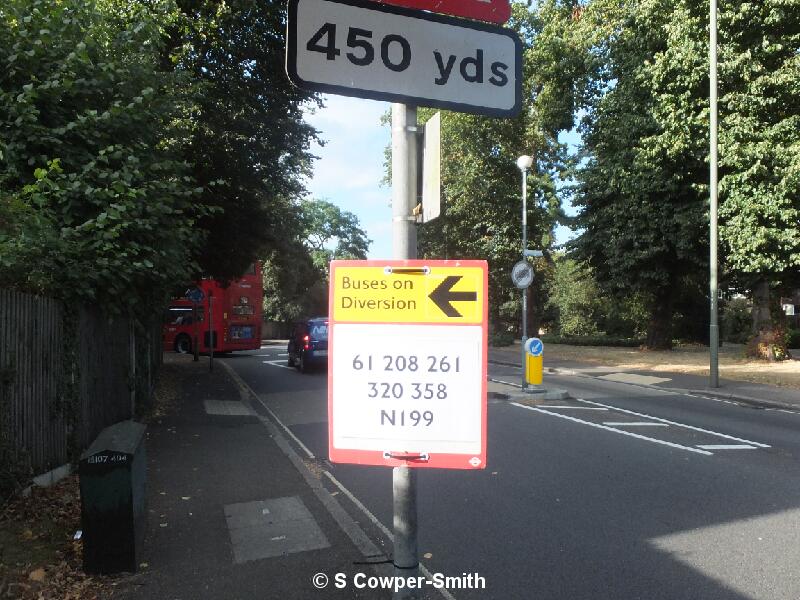 450 yds
Buses on
Diversion
61 208 261
320 358
N199
© S Cowper-Smith